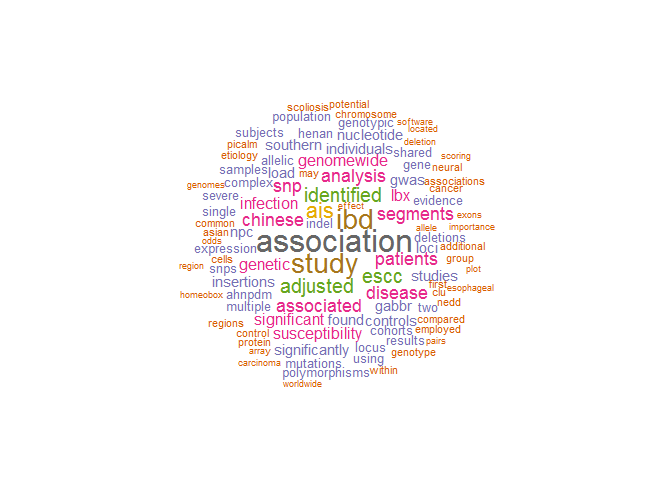 scoliosis potential
population chromosome
genotypic software
subjects henan nucleotide located
picalm southern individuals deletion
etiology allelic genomewide shared scoring
samples load may analysis gene neural
genomes complex snp identified gwas associations
severe infection effect lbx cancer
single chinese ais ibd segments evidence exons
common indel allele importance
asian npc association deletions
odds expression loci additional
region cells genetic study patients group plot
snps insertions adjusted escc studies first esophageal
homeobox ahnpdm disease clu nedd
multiple associated gabbr two
regions significant found controls compared
control susceptibility cohorts employed
protein locus results pairs
array significantly using genotype
carcinoma mutations within
polymorphisms
worldwide